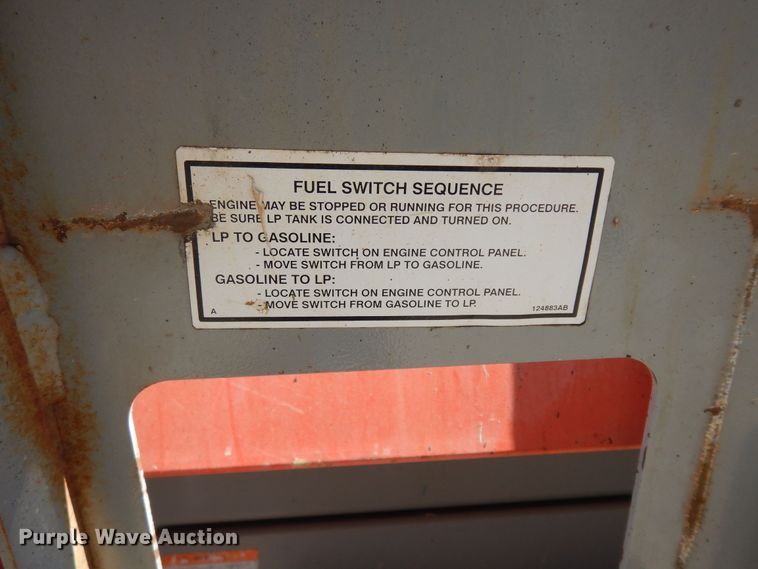 FUEL SWITCH SEQUENCE
ENGINE MAY BE STOPPED OR RUNNING FOR THIS PROCEDURE.
BE SURE LP TANK IS CONNECTED AND TURNED ON.
LP TO GASOLINE:
- LOCATE SWITCH ON ENGINE CONTROL PANEL.
- MOVE SWITCH FROM LP TO GASOLINE.
GASOLINE TO LP:
- LOCATE SWITCH ON ENGINE CONTROL PANEL.
- MOVE SWITCH FROM GASOLINE TO LP.
A 124883AB
Purple Wave Auction